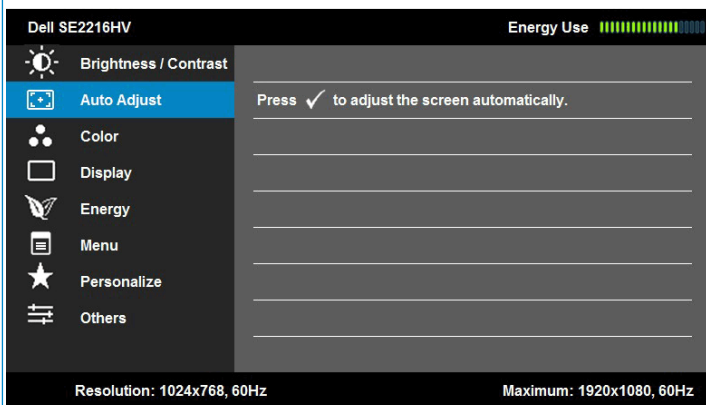 Dell SE2216HV Energy Use
Brightness / Contrast
Auto Adjust Press ✓ to adjust the screen automatically.
Color
Display
Energy
Menu
Personalize
Others
Resolution: 1024x768, 60Hz Maximum: 1920x1080, 60Hz